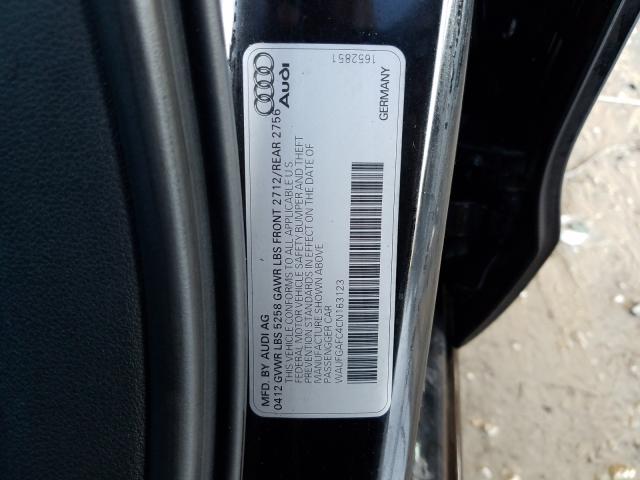 MFD. BY AUDI AG
0412 GVWR LBS 5258 GAWR LBS FRONT 2712/REAR 2756
THIS VEHICLE CONFORMS TO ALL APPLICABLE U.S.
FEDERAL MOTOR VEHICLE SAFETY BUMPER AND THEFT
PREVENTION STANDARDS IN EFFECT ON THE DATE OF
MANUFACTURE SHOWN ABOVE
PASSENGER CAR
WAUFGAFC4CN163123
Audi
GERMANY
1652851